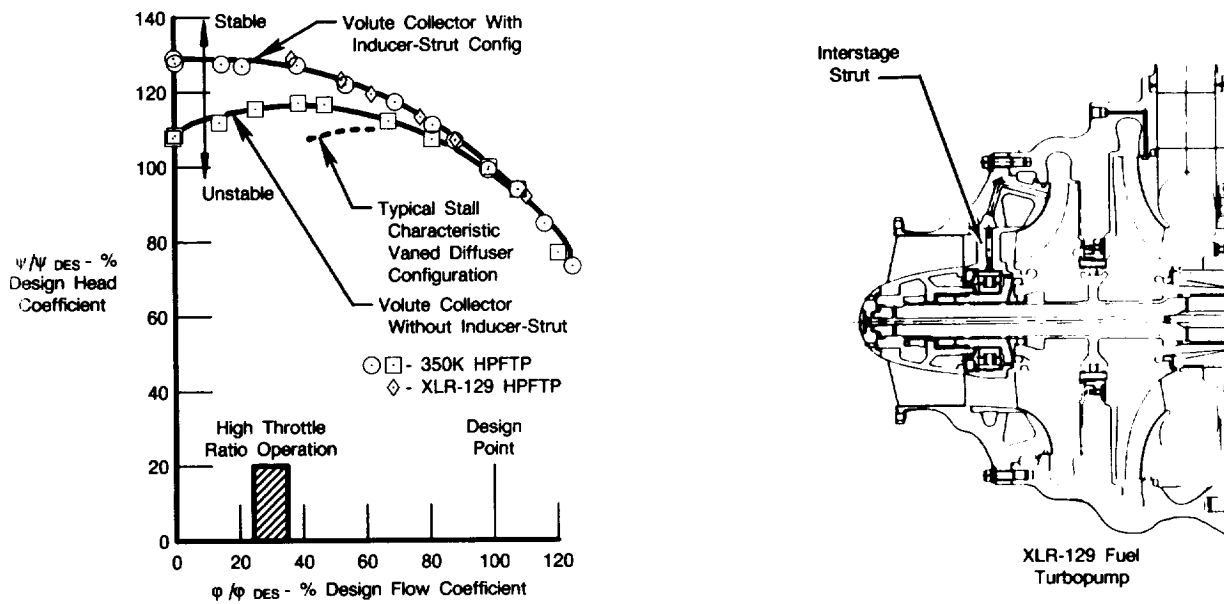 140
Stable
Volute Collector With
Inducer-Strut Config
120
100
Unstable
Typical Stall
Characteristic
Vaned Diffuser
Configuration
80
Ψ/Ψ DES - %
Design Head
Coefficient
Volute Collector
Without Inducer-Strut
60
- 350K HPFTP
- XLR-129 HPFTP
40
High Throttle
Ratio Operation
Design
Point
20
0
0 20 40 60 80 100 120
φ/φ DES - % Design Flow Coefficient
Interstage
Strut
XLR-129 Fuel
Turbopump